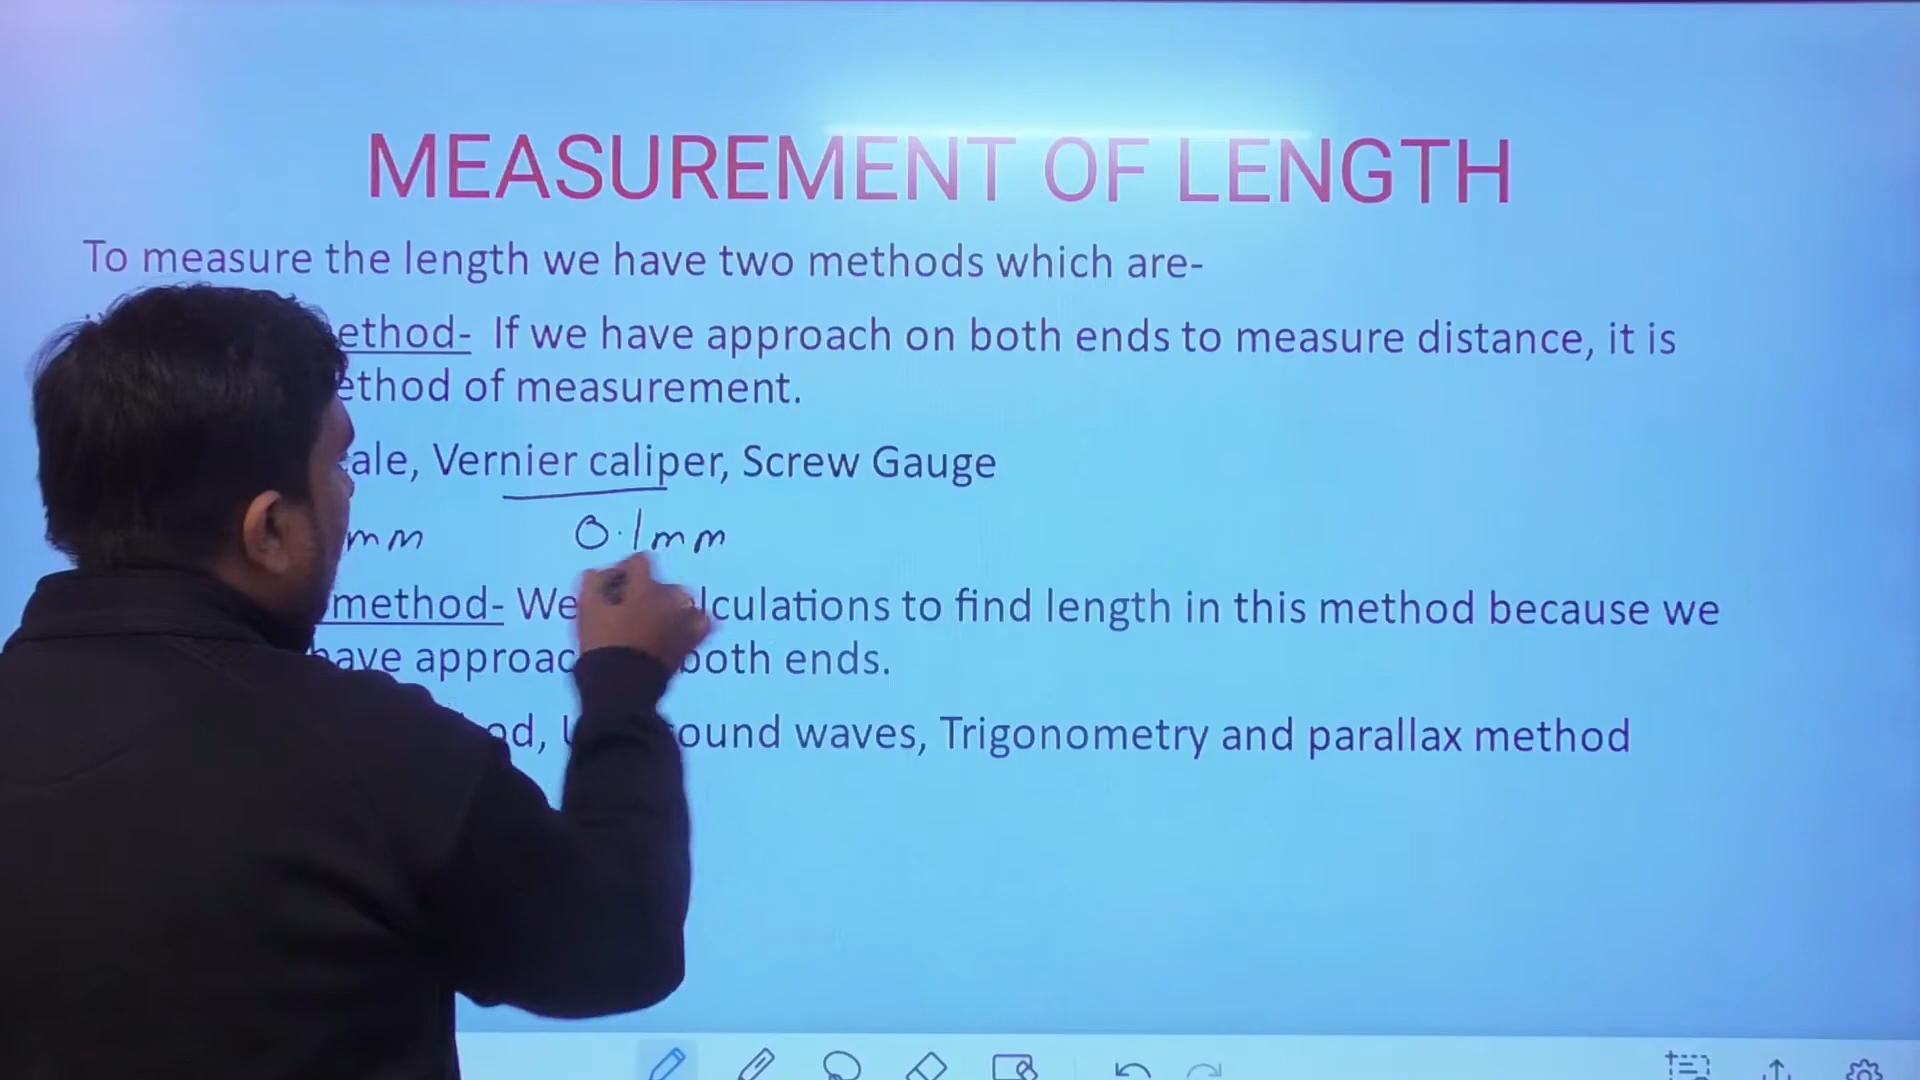 MEASUREMENT OF LENGTH
To measure the length we have two methods which are-
ethod- If we have approach on both ends to measure distance, it is
ethod of measurement.
ale, Vernier caliper, Screw Gauge
mm 0.1mm
method- We lculations to find length in this method because we
have approac both ends.
od, ound waves, Trigonometry and parallax method